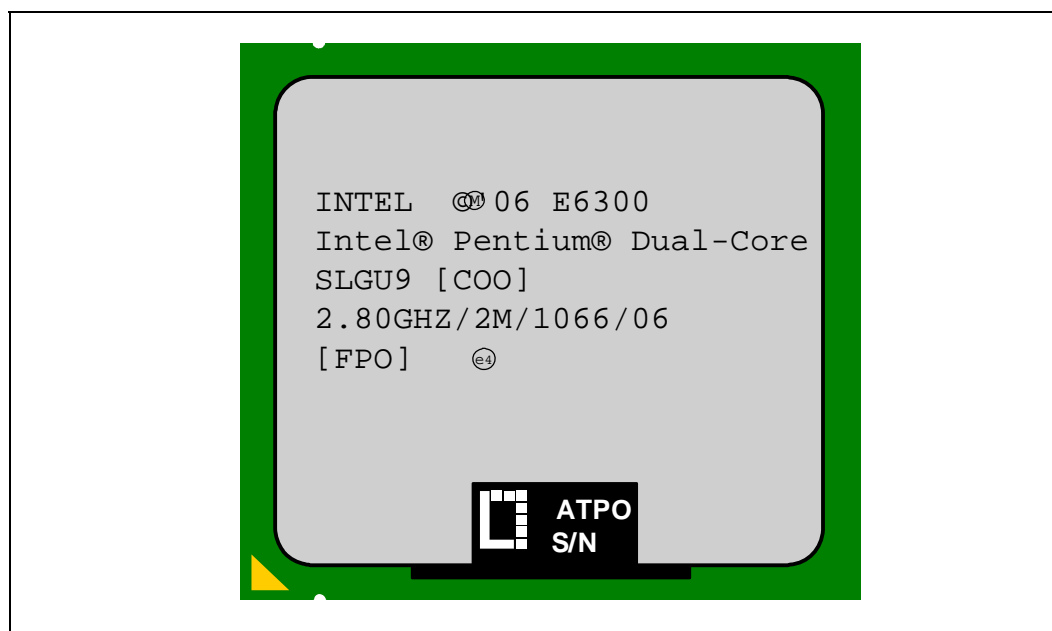 INTEL ©Ⓜ'06 E6300
Intel® Pentium® Dual-Core
SLGU9 [COO]
2.80GHZ/2M/1066/06
[FPO] e4
ATPO
S/N